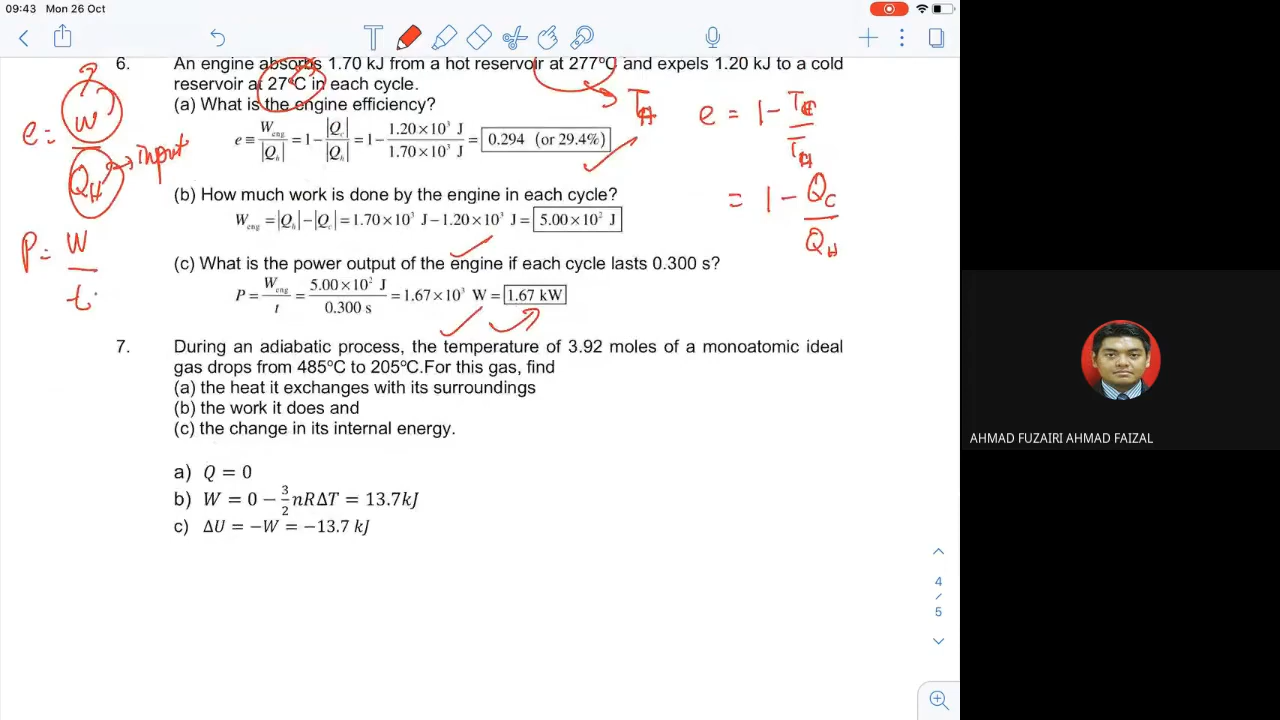 09:43 Mon 26 Oct
6. An engine absorbs 1.70 kJ from a hot reservoir at 277°C and expels 1.20 kJ to a cold
reservoir at 27°C in each cycle.
(a) What is the engine efficiency?
e ≡ W_eng / |Q_h| = 1 − |Q_c| / |Q_h| = 1 − 1.20×10³ J / 1.70×10³ J = 0.294 (or 29.4%)
(b) How much work is done by the engine in each cycle?
W_eng = |Q_h| − |Q_c| = 1.70×10³ J − 1.20×10³ J = 5.00×10² J
(c) What is the power output of the engine if each cycle lasts 0.300 s?
P = W_eng / t = 5.00×10² J / 0.300 s = 1.67×10³ W = 1.67 kW
e = W / Q_H → input
P = W / t
T_H
e = 1 − T_C / T_H
= 1 − Q_C / Q_H
7. During an adiabatic process, the temperature of 3.92 moles of a monoatomic ideal
gas drops from 485°C to 205°C.For this gas, find
(a) the heat it exchanges with its surroundings
(b) the work it does and
(c) the change in its internal energy.
a) Q = 0
b) W = 0 − 3/2 nRΔT = 13.7kJ
c) ΔU = −W = −13.7 kJ
4
/
5
AHMAD FUZAIRI AHMAD FAIZAL